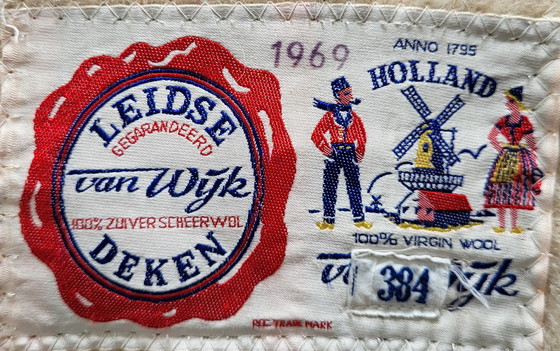 LEIDSE
GEGARANDEERD
van Wijk
100% ZUIVER SCHEERWOL
DEKEN
1969
ANNO 1795
HOLLAND
100% VIRGIN WOOL
384
REG. TRADE MARK